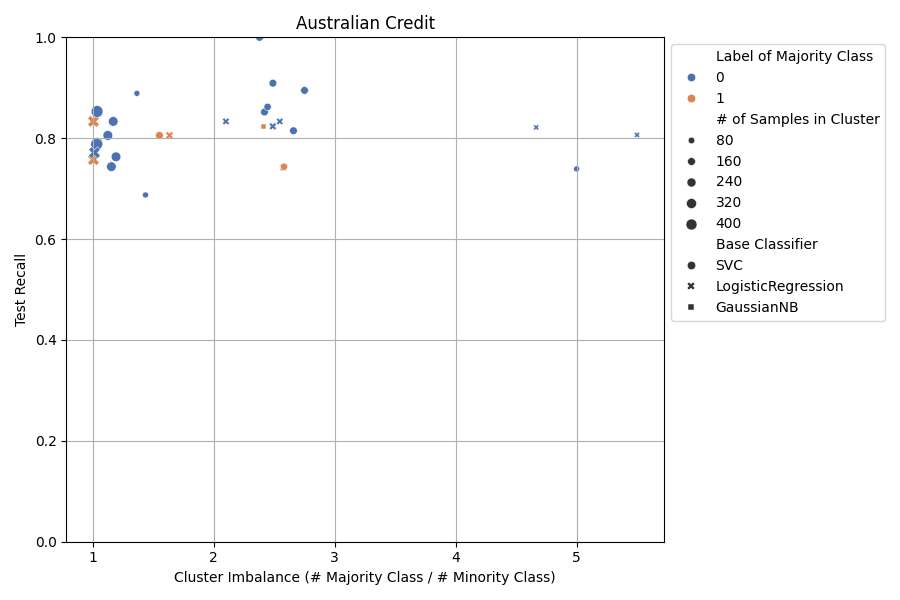 Australian Credit
1.0
0.8
0.6
0.4
0.2
0.0
Test Recall
1
2
3
4
5
Cluster Imbalance (# Majority Class / # Minority Class)
Label of Majority Class
0
1
# of Samples in Cluster
80
160
240
320
400
Base Classifier
SVC
LogisticRegression
GaussianNB